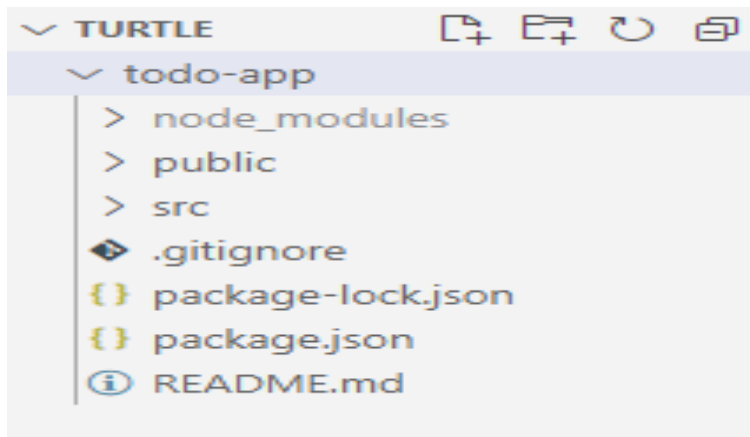 TURTLE
todo-app
node_modules
public
src
.gitignore
package-lock.json
package.json
README.md